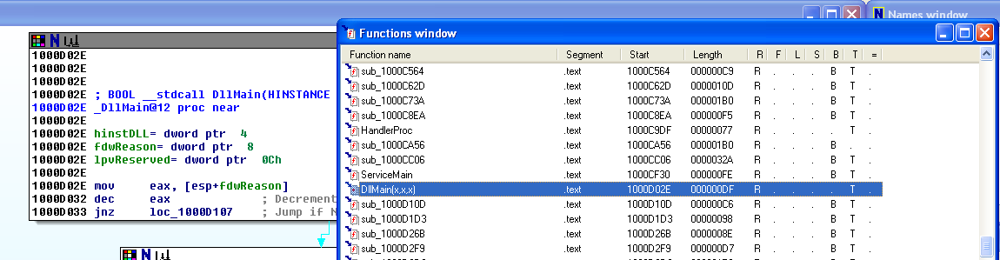 Names window
Functions window
1000D02E
1000D02E
1000D02E
1000D02E ; BOOL __stdcall DllMain(HINSTANCE
1000D02E _DllMain@12 proc near
1000D02E
1000D02E hinstDLL= dword ptr 4
1000D02E fdwReason= dword ptr 8
1000D02E lpvReserved= dword ptr 0Ch
1000D02E
1000D02E mov eax, [esp+fdwReason]
1000D032 dec eax ; Decrement
1000D033 jnz loc_1000D107 ; Jump if N
Function name Segment Start Length R F L S B T =
sub_1000C564 .text 1000C564 000000C9 R . . . B T .
sub_1000C62D .text 1000C62D 0000010D R . . . B T .
sub_1000C73A .text 1000C73A 000001B0 R . . . B T .
sub_1000C8EA .text 1000C8EA 000000F5 R . . . B T .
HandlerProc .text 1000C9DF 00000077 R . . . . T .
sub_1000CA56 .text 1000CA56 000001B0 R . . . B . .
sub_1000CC06 .text 1000CC06 0000032A R . . . B T .
ServiceMain .text 1000CF30 000000FE R . . . B T .
DllMain(x,x,x) .text 1000D02E 000000DF R . . . . T .
sub_1000D10D .text 1000D10D 000000C6 R . . . B T .
sub_1000D1D3 .text 1000D1D3 00000098 R . . . B T .
sub_1000D26B .text 1000D26B 0000008E R . . . B T .
sub_1000D2F9 .text 1000D2F9 000000D7 R . . . B T .